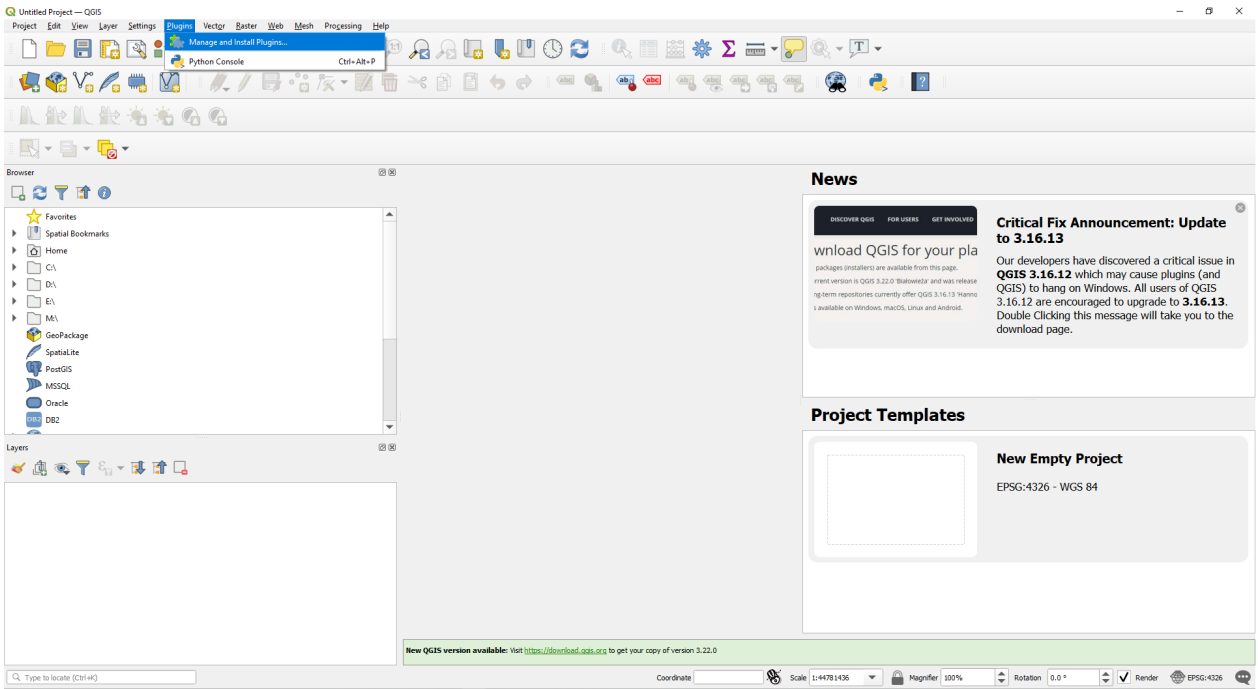 Untitled Project — QGIS
Project Edit View Layer Settings Plugins Vector Raster Web Mesh Processing Help
Manage and Install Plugins...
Python Console Ctrl+Alt+P
Browser
Favorites
Spatial Bookmarks
Home
C:\
D:\
E:\
M:\
GeoPackage
SpatiaLite
PostGIS
MSSQL
Oracle
DB2 DB2
Layers
News
DISCOVER QGIS FOR USERS GET INVOLVED
wnload QGIS for your pla
packages (installers) are available from this page.
rrent version is QGIS 3.22.0 'Białowieża' and was release
ng-term repositories currently offer QGIS 3.16.13 'Hanno
s available on Windows, macOS, Linux and Android.
Critical Fix Announcement: Update
to 3.16.13
Our developers have discovered a critical issue in
QGIS 3.16.12 which may cause plugins (and
QGIS) to hang on Windows. All users of QGIS
3.16.12 are encouraged to upgrade to 3.16.13.
Double Clicking this message will take you to the
download page.
Project Templates
New Empty Project
EPSG:4326 - WGS 84
New QGIS version available: Visit https://download.qgis.org to get your copy of version 3.22.0
Type to locate (Ctrl+K) Coordinate Scale 1:44781436 Magnifier 100% Rotation 0.0 ° Render EPSG:4326